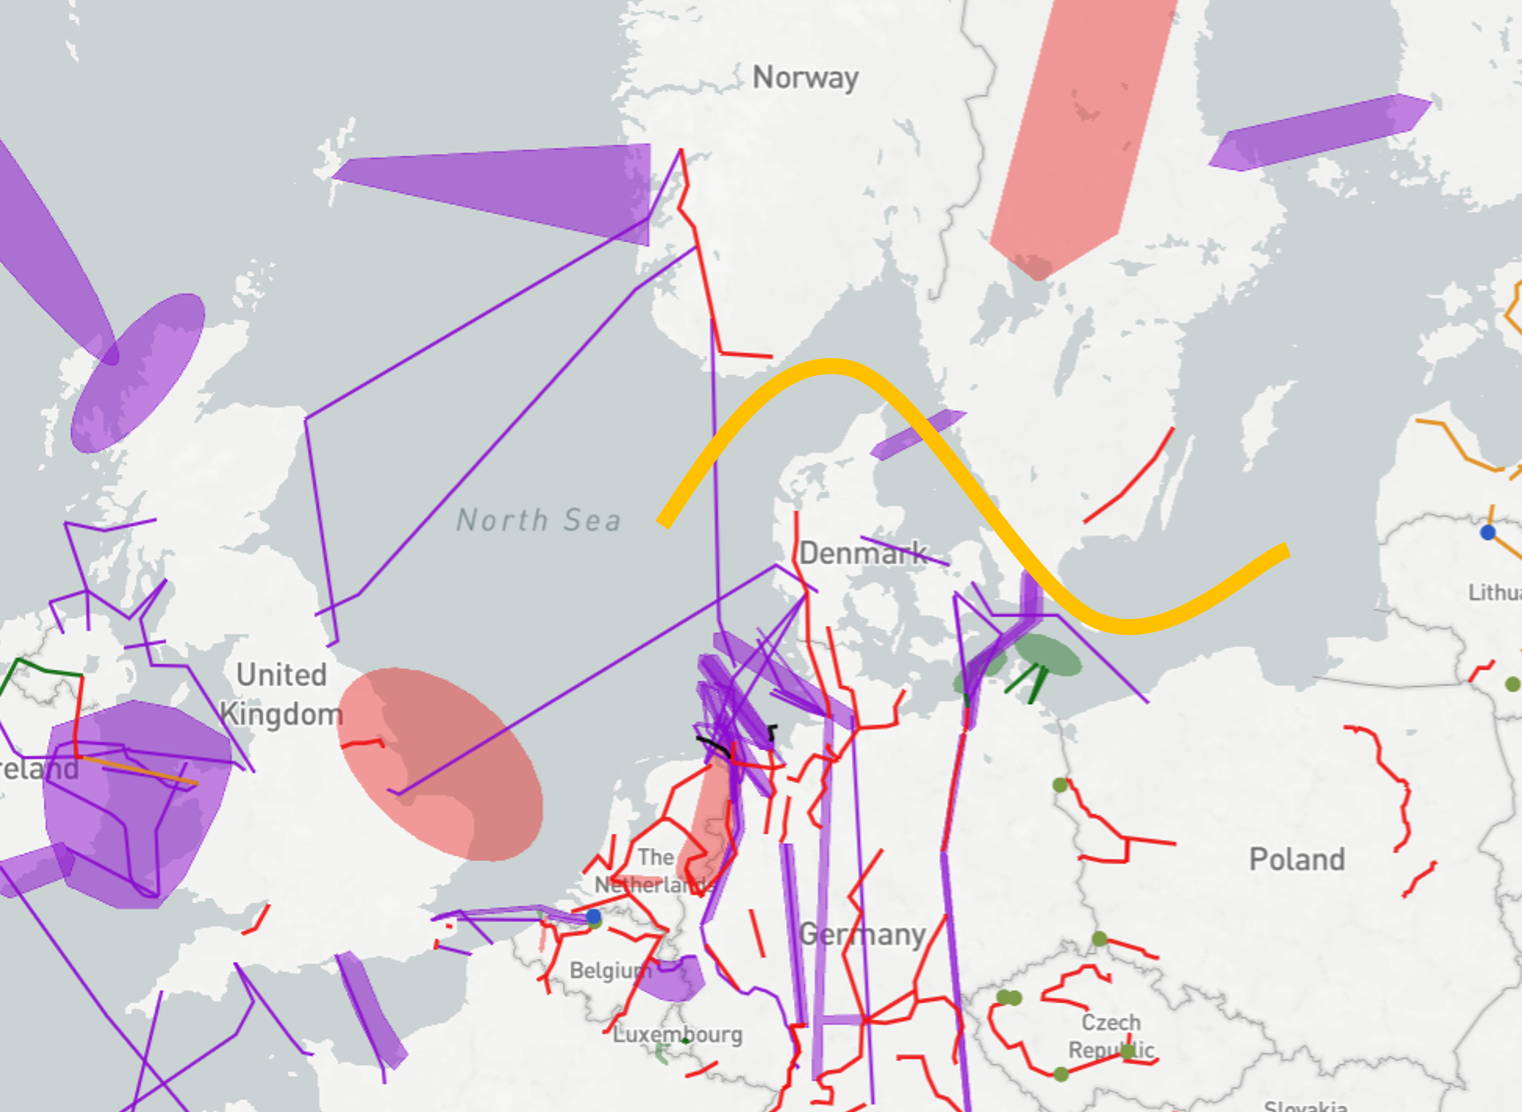 Norway
North Sea
Denmark
Lithua
United
Kingdom
reland
The
Netherlands
Poland
Germany
Belgium
Czech
Republic
Luxembourg
Slovakia